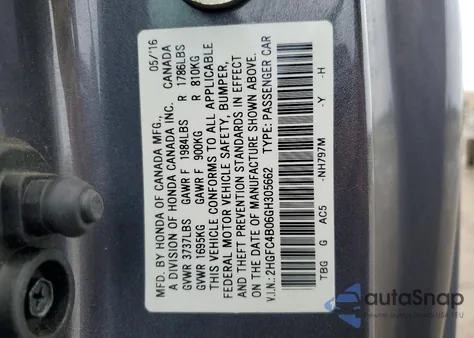 MFD. BY HONDA OF CANADA MFG., 05/'16
A DIVISION OF HONDA CANADA INC. CANADA
GVWR 3737LBS GAWR F 1984LBS R 1786LBS
GVWR 1695KG GAWR F 900KG R 810KG
THIS VEHICLE CONFORMS TO ALL APPLICABLE
FEDERAL MOTOR VEHICLE SAFETY, BUMPER,
AND THEFT PREVENTION STANDARDS IN EFFECT
ON THE DATE OF MANUFACTURE SHOWN ABOVE.
V.I.N.: 2HGFC4B06GH305662 TYPE: PASSENGER CAR
TBG G AC5 -NH797M -Y -H
autoSnap